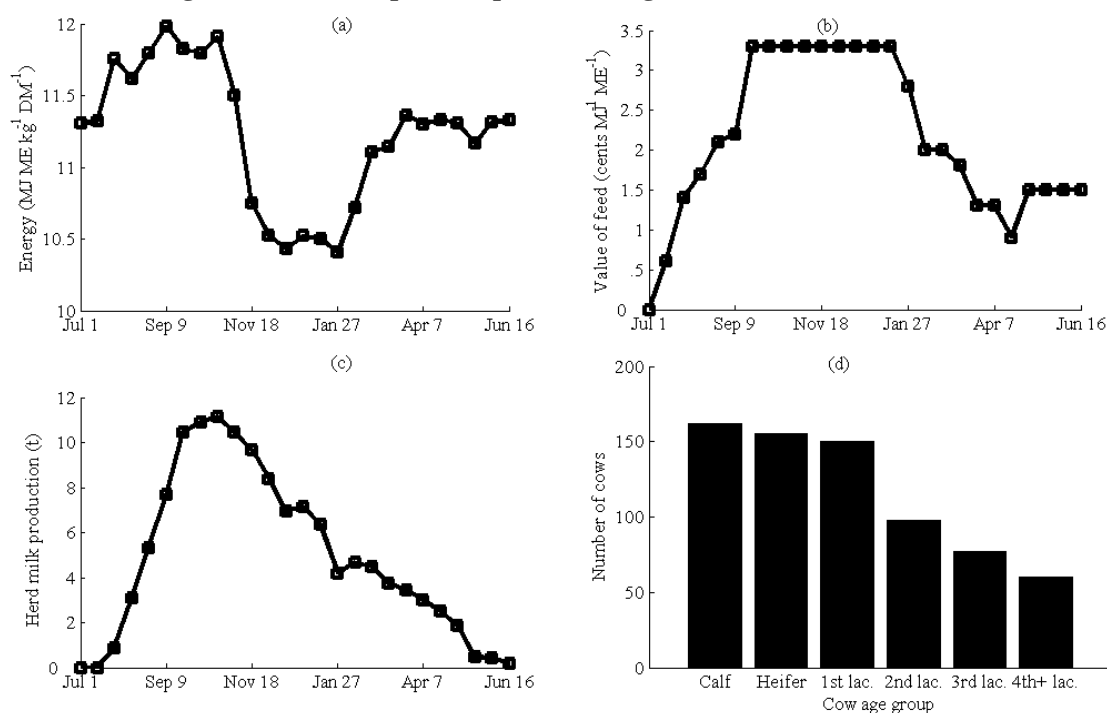 (a)
Energy (MJ ME kg-1 DM-1)
12
11.5
11
10.5
10
Jul 1 Sep 9 Nov 18 Jan 27 Apr 7 Jun 16
(b)
Value of feed (cents MJ-1 ME-1)
3.5
3
2.5
2
1.5
1
.5
0
Jul 1 Sep 9 Nov 18 Jan 27 Apr 7 Jun 16
(c)
Herd milk production (t)
12
10
8
6
4
2
0
Jul 1 Sep 9 Nov 18 Jan 27 Apr 7 Jun 16
(d)
Number of cows
200
150
100
50
0
Calf Heifer 1st lac. 2nd lac. 3rd lac. 4th+ lac.
Cow age group